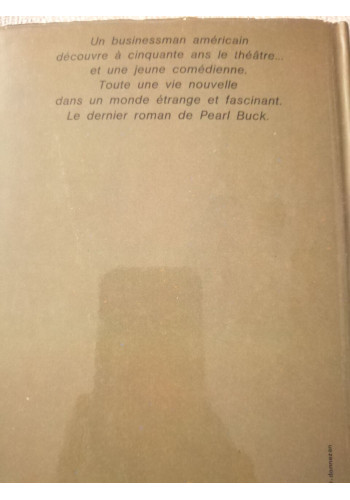 Un businessman américain
découvre à cinquante ans le théâtre...
et une jeune comédienne.
Toute une vie nouvelle
dans un monde étrange et fascinant.
Le dernier roman de Pearl Buck.